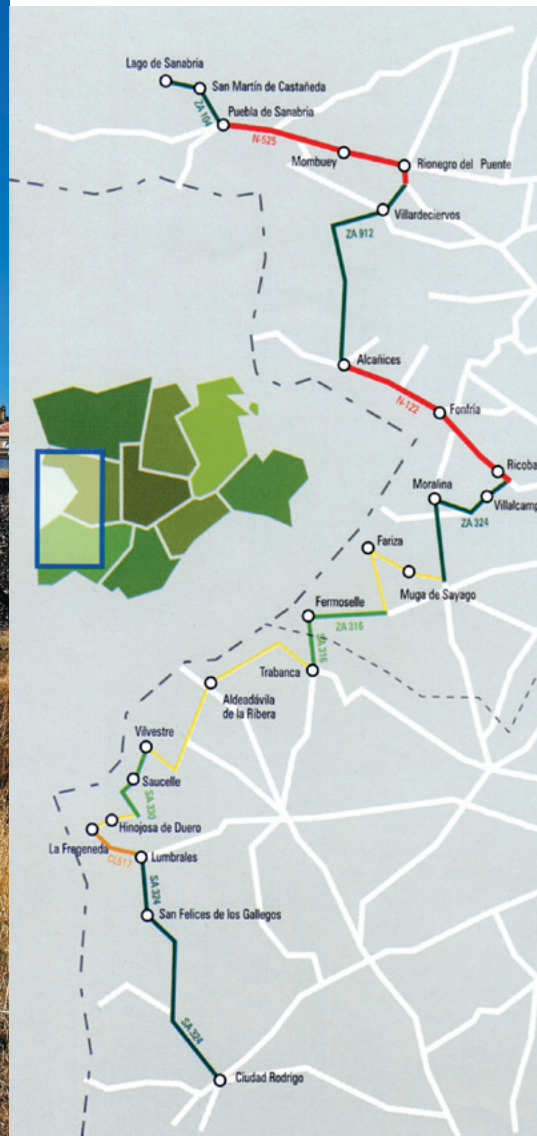 Lago de Sanabria
San Martín de Castañeda
ZA 104
Puebla de Sanabria
N-525
Mombuey
Rionegro del Puente
Villardeciervos
ZA 912
Alcañices
N-122
Fonfría
Ricoba
Moralina
Villalcamp
ZA 324
Fariza
Muga de Sayago
Fermoselle
ZA 316
SA 316
Trabanca
Aldeadávila
de la Ribera
Vilvestre
Saucelle
SA 330
Hinojosa de Duero
La Fregeneda
CL517
Lumbrales
SA 324
San Felices de los Gallegos
SA 324
Ciudad Rodrigo